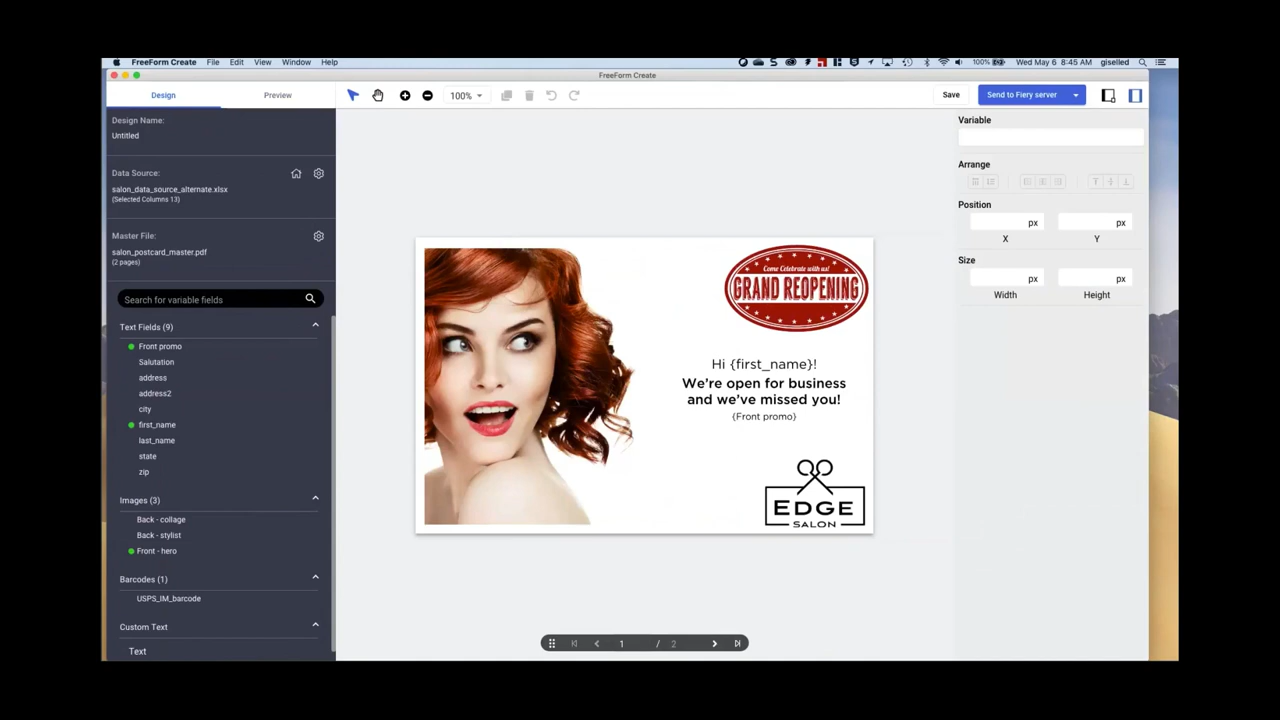 FreeForm Create File Edit View Window Help 100% Wed May 6 8:45 AM giselled
FreeForm Create
Design Preview 100% Save Send to Fiery server
Design Name:
Untitled
Data Source:
salon_data_source_alternate.xlsx
(Selected Columns 13)
Master File:
salon_postcard_master.pdf
(2 pages)
Search for variable fields
Text Fields (9)
Front promo
Salutation
address
address2
city
first_name
last_name
state
zip
Images (3)
Back - collage
Back - stylist
Front - hero
Barcodes (1)
USPS_IM_barcode
Custom Text
Text
Come Celebrate with us!
GRAND REOPENING
Hi {first_name}!
We're open for business
and we've missed you!
{Front promo}
EDGE
SALON
1 / 2
Variable
Arrange
Position
px px
X Y
Size
px px
Width Height